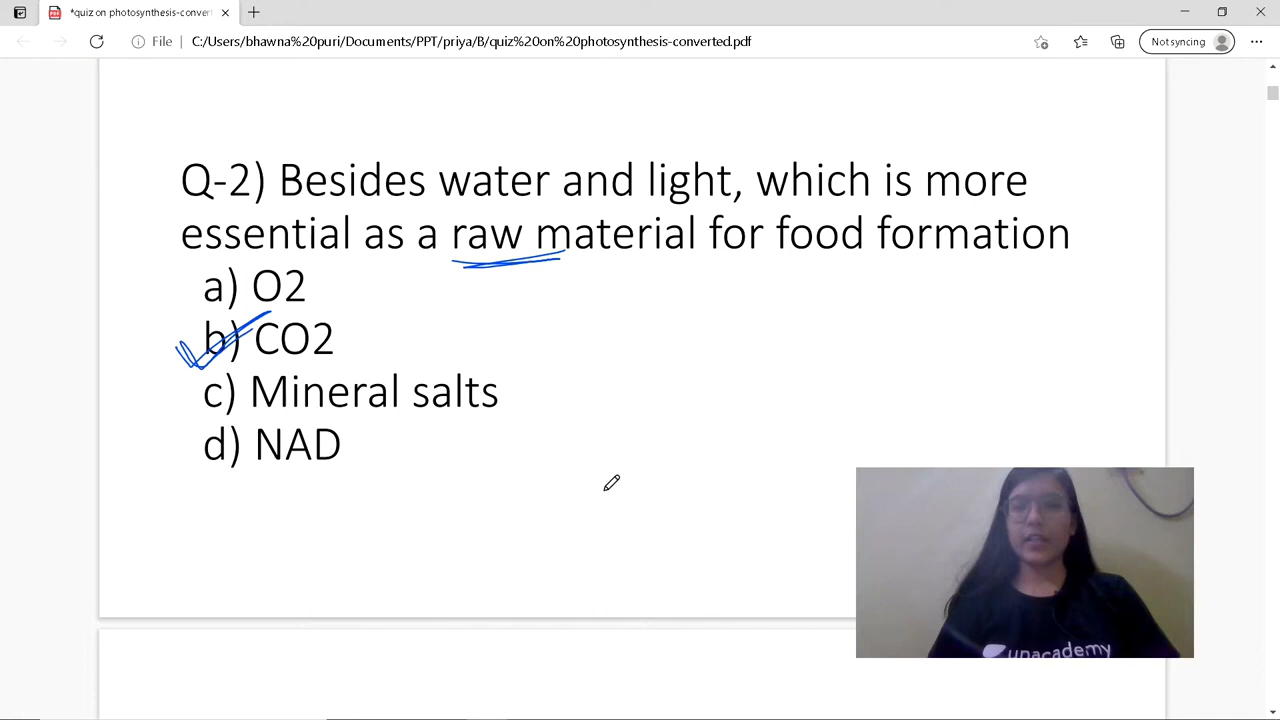 *quiz on photosynthesis-convert
File
C:/Users/bhawna%20puri/Documents/PPT/priya/B/quiz%20on%20photosynthesis-converted.pdf
Not syncing
Q-2) Besides water and light, which is more
essential as a raw material for food formation
a) O2
b) CO2
c) Mineral salts
d) NAD
unacademy